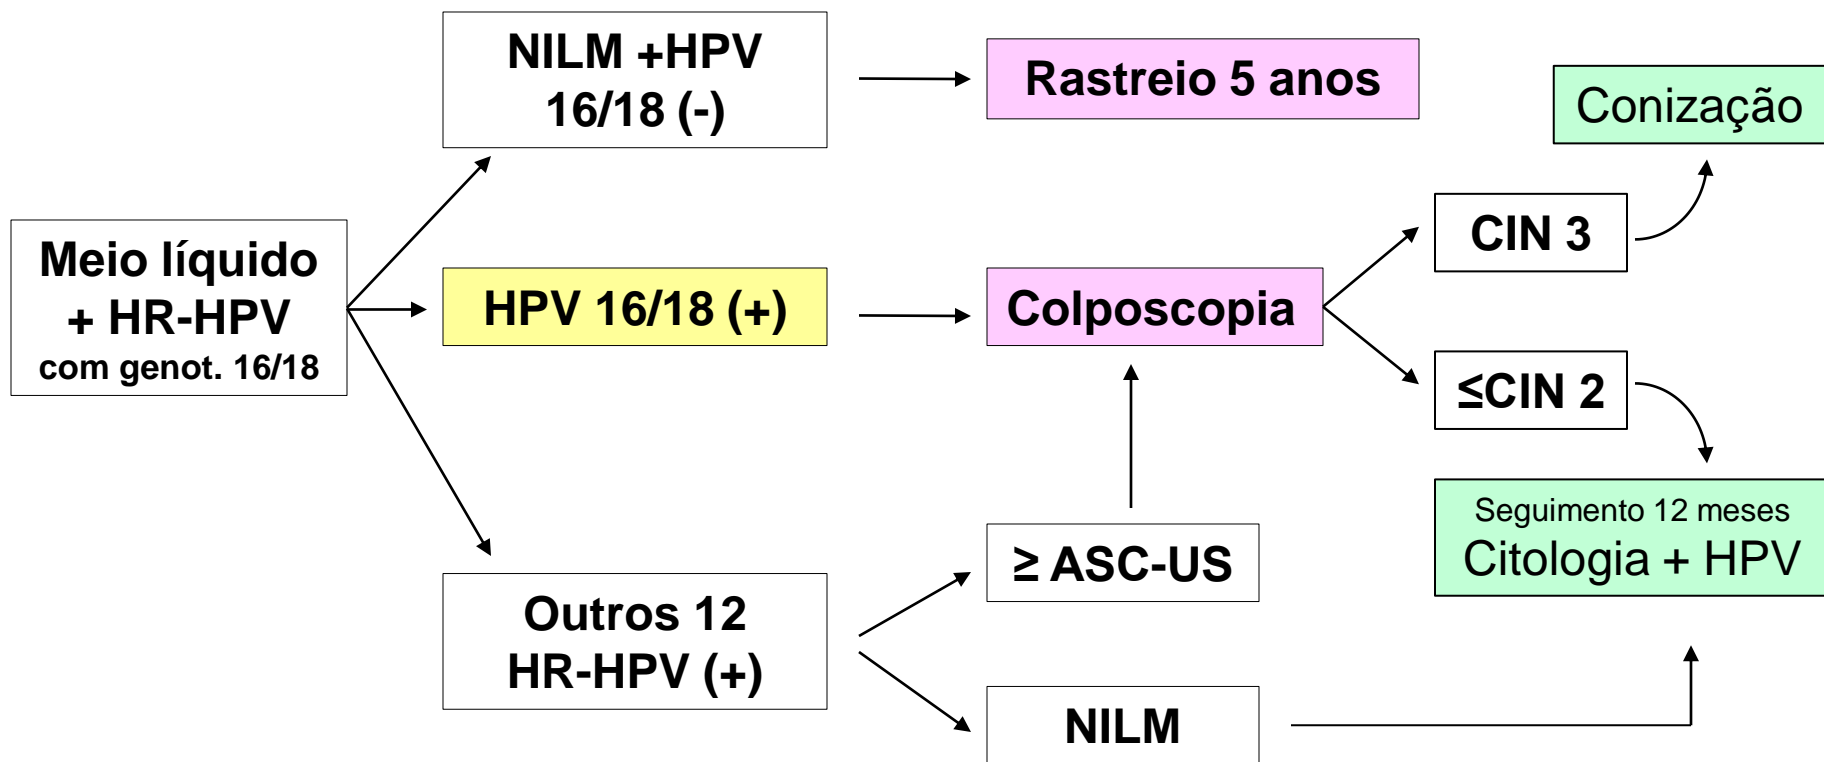 NILM +HPV
16/18 (-)
Rastreio 5 anos
Conização
Meio líquido
+ HR-HPV
com genot. 16/18
HPV 16/18 (+)
Colposcopia
CIN 3
≤CIN 2
Outros 12
HR-HPV (+)
≥ ASC-US
NILM
Seguimento 12 meses
Citologia + HPV